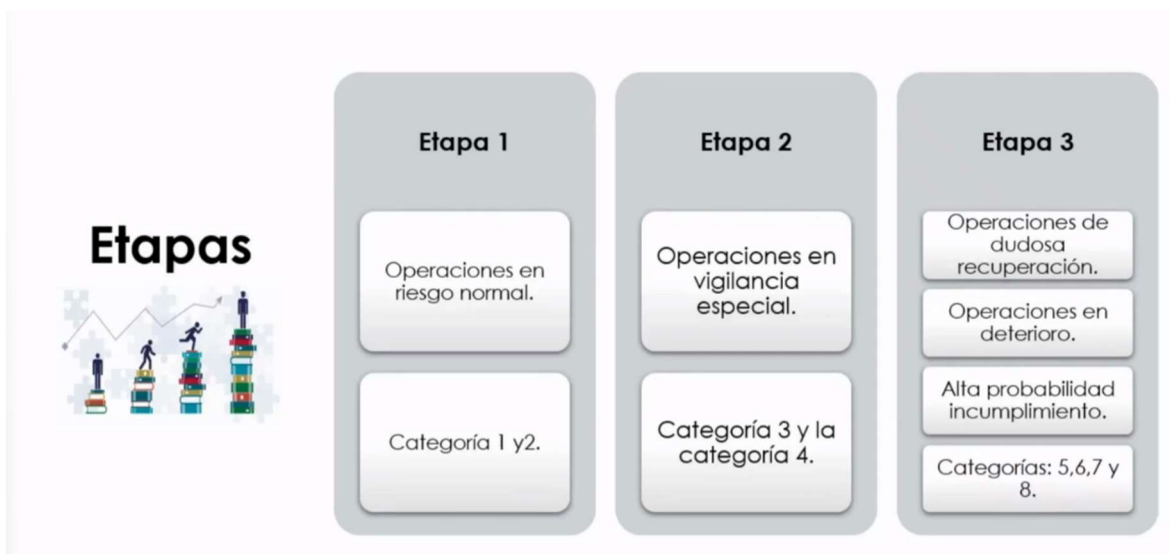 Etapas
Etapa 1
Operaciones en
riesgo normal.
Categoría 1 y2.
Etapa 2
Operaciones en
vigilancia
especial.
Categoría 3 y la
categoría 4.
Etapa 3
Operaciones de
dudosa
recuperación.
Operaciones en
deterioro.
Alta probabilidad
incumplimiento.
Categorías: 5,6,7 y
8.